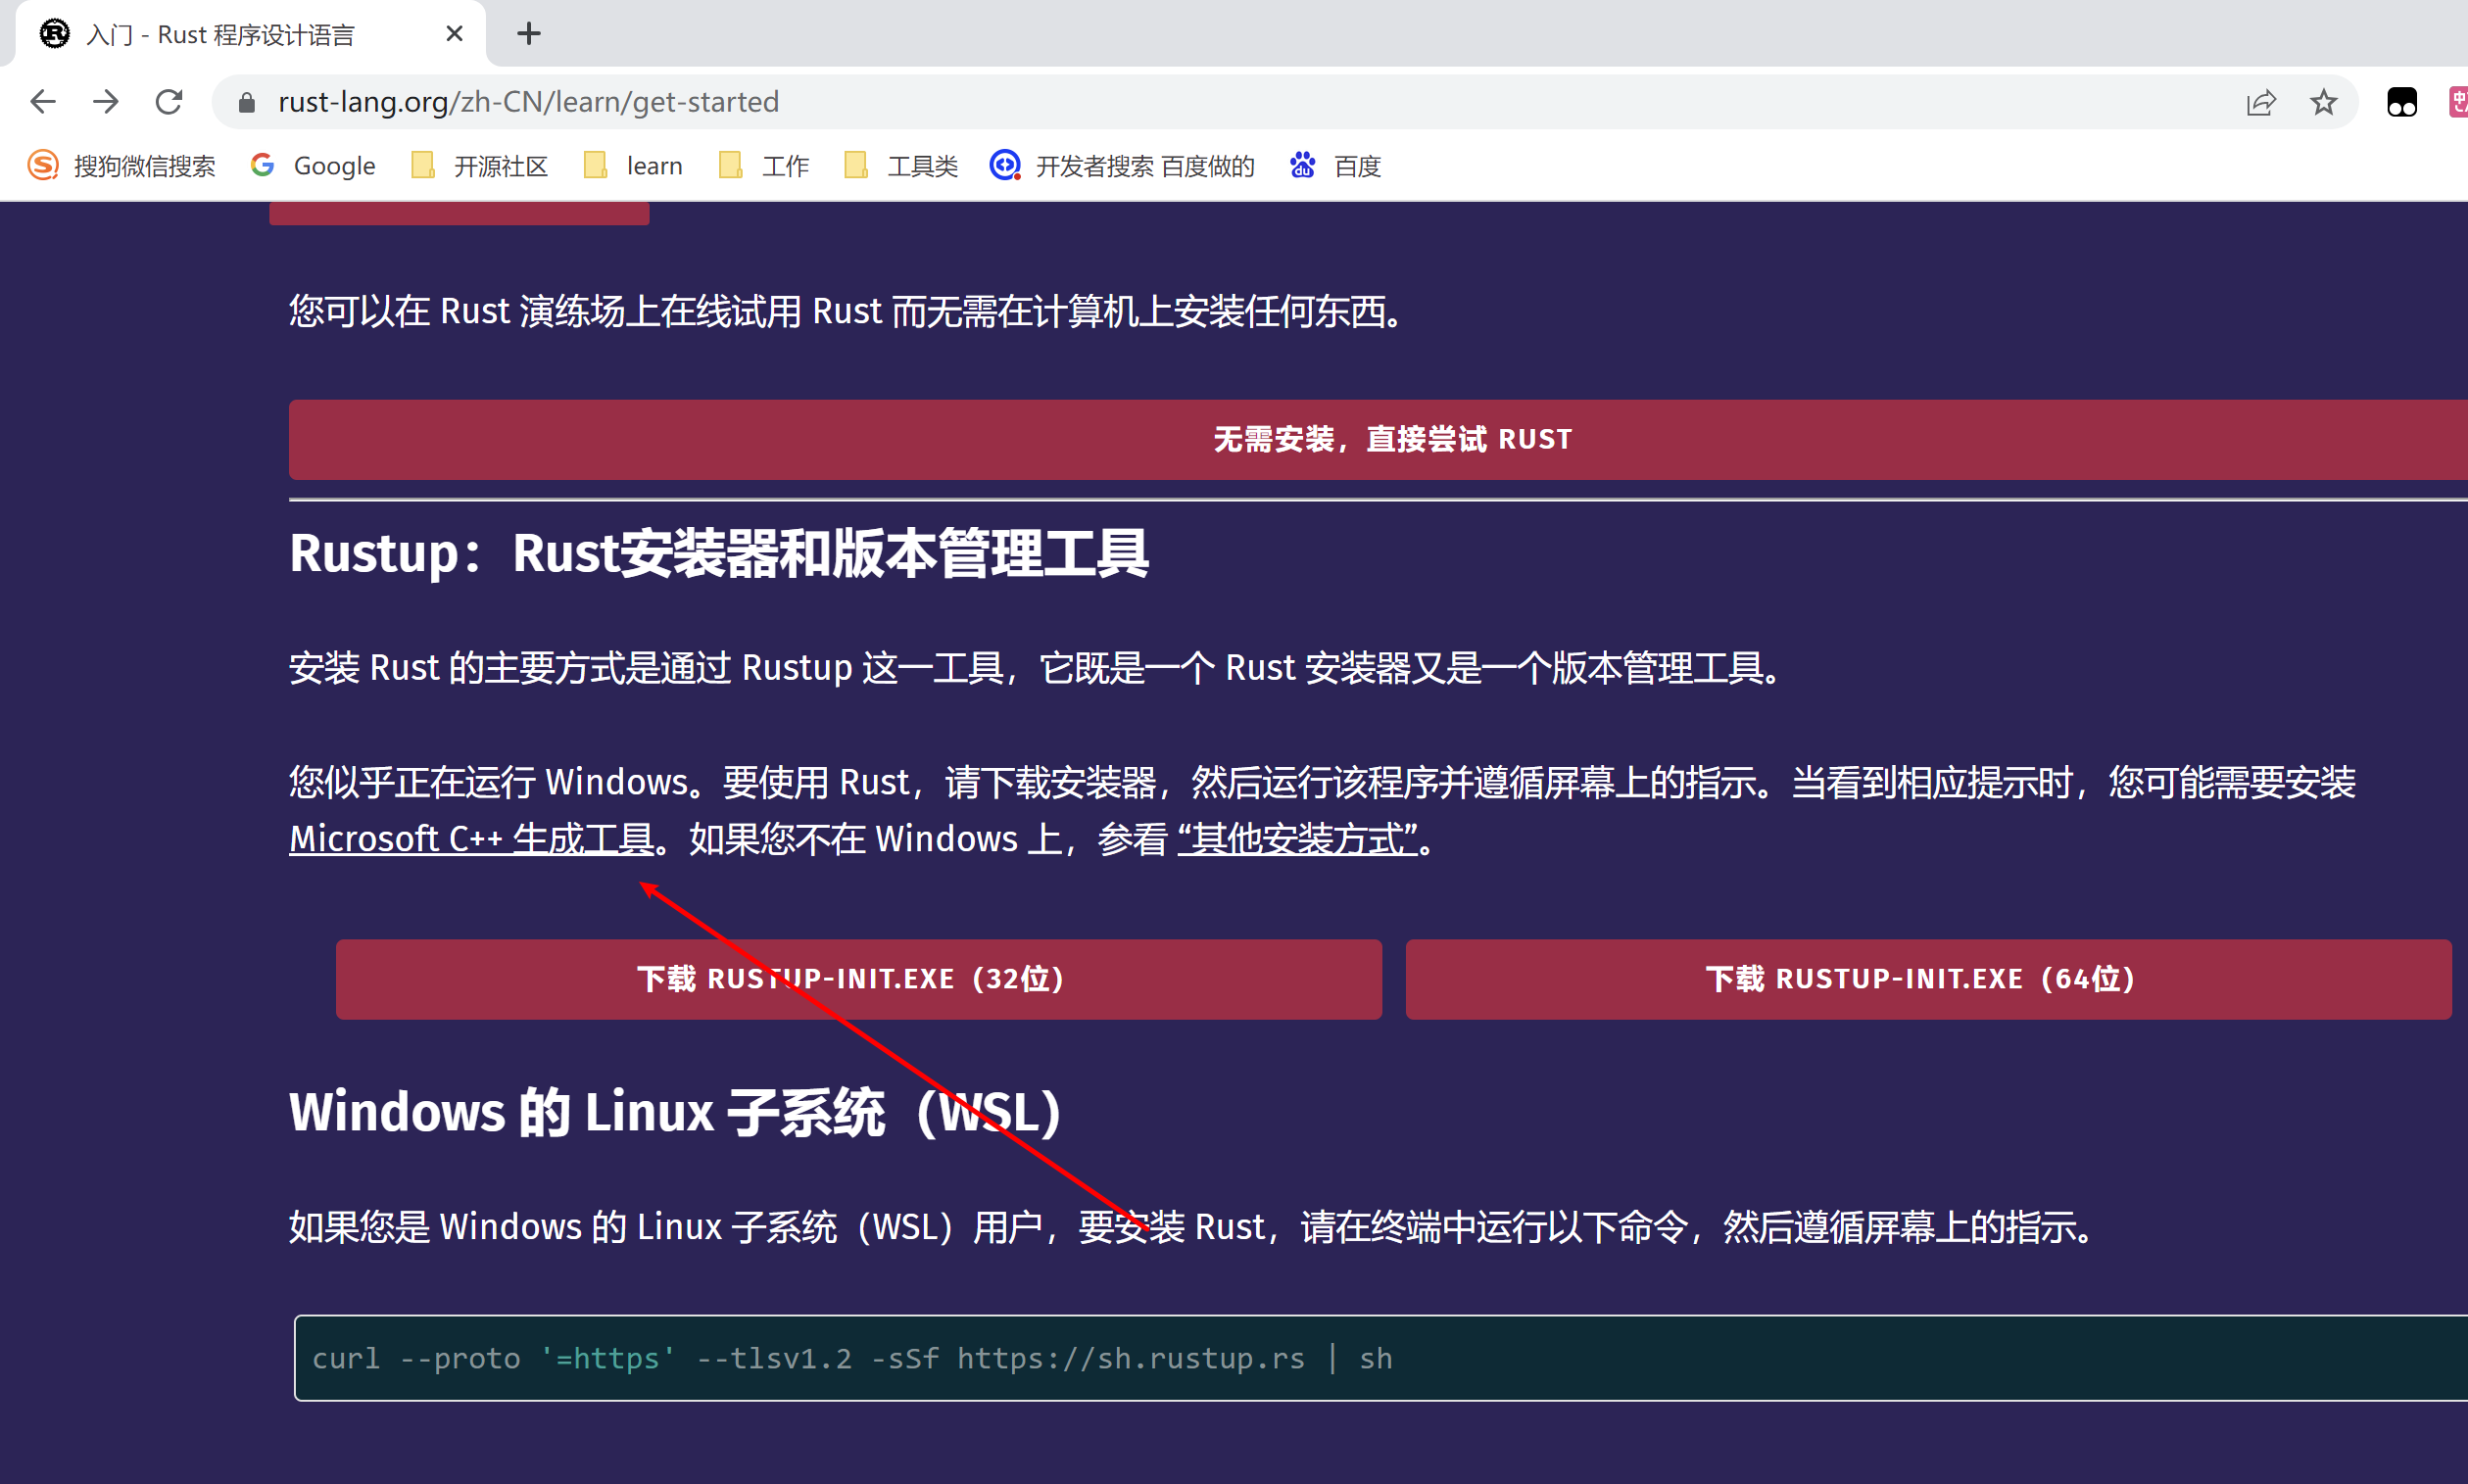 入门 - Rust 程序设计语言
rust-lang.org/zh-CN/learn/get-started
搜狗微信搜索 Google 开源社区 learn 工作 工具类 开发者搜索 百度做的 百度
您可以在 Rust 演练场上在线试用 Rust 而无需在计算机上安装任何东西。
无需安装，直接尝试 RUST
Rustup：Rust安装器和版本管理工具
安装 Rust 的主要方式是通过 Rustup 这一工具，它既是一个 Rust 安装器又是一个版本管理工具。
您似乎正在运行 Windows。要使用 Rust，请下载安装器，然后运行该程序并遵循屏幕上的指示。当看到相应提示时，您可能需要安装
Microsoft C++ 生成工具。如果您不在 Windows 上，参看 “其他安装方式”。
下载 RUSTUP-INIT.EXE（32位） 下载 RUSTUP-INIT.EXE（64位）
Windows 的 Linux 子系统（WSL）
如果您是 Windows 的 Linux 子系统（WSL）用户，要安装 Rust，请在终端中运行以下命令，然后遵循屏幕上的指示。
curl --proto '=https' --tlsv1.2 -sSf https://sh.rustup.rs | sh